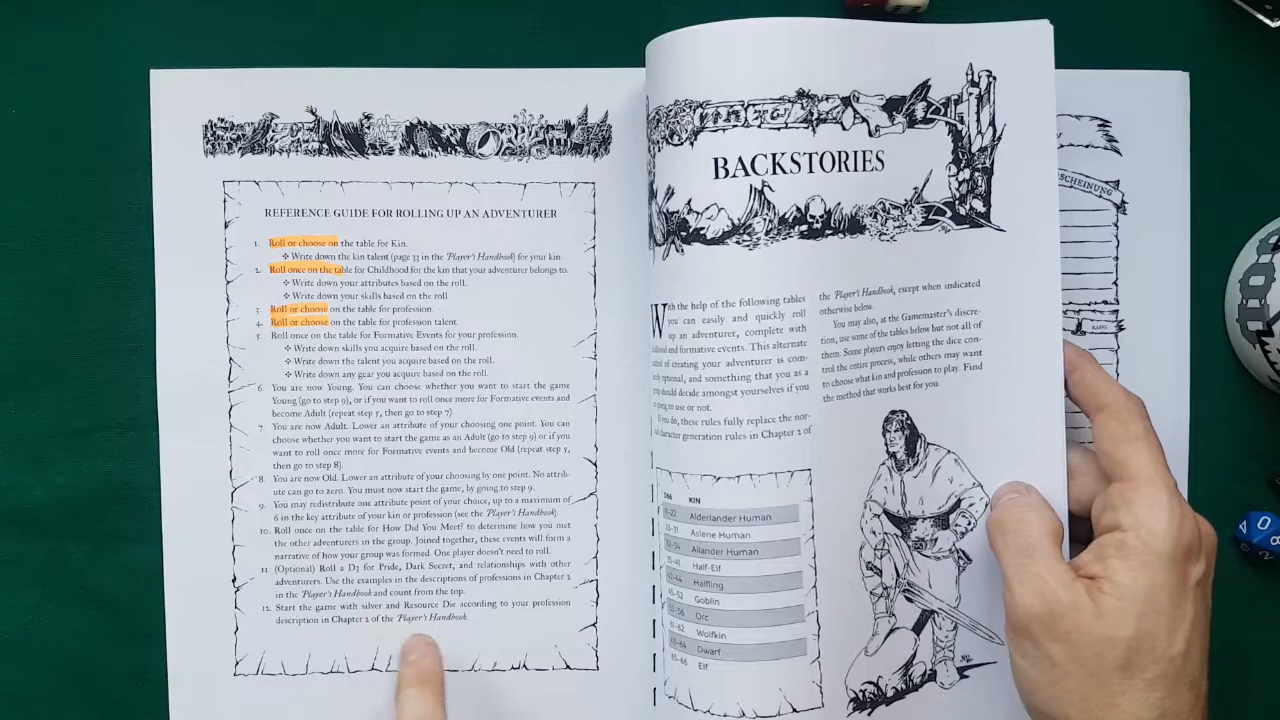 REFERENCE GUIDE FOR ROLLING UP AN ADVENTURER
1. Roll or choose on the table for Kin.
❖ Write down the kin talent (page 33 in the Player's Handbook) for your kin.
2. Roll once on the table for Childhood for the kin that your adventurer belongs to.
❖ Write down your attributes based on the roll.
❖ Write down your skills based on the roll
3. Roll or choose on the table for profession.
4. Roll or choose on the table for profession talent.
5. Roll once on the table for Formative Events for your profession.
❖ Write down skills you acquire based on the roll.
❖ Write down the talent you acquire based on the roll.
❖ Write down any gear you acquire based on the roll.
6. You are now Young. You can choose whether you want to start the game
Young (go to step 9), or if you want to roll once more for Formative events and
become Adult (repeat step 5, then go to step 7).
7. You are now Adult. Lower an attribute of your choosing one point. You can
choose whether you want to start the game as an Adult (go to step 9) or if you
want to roll once more for Formative events and become Old (repeat step 5,
then go to step 8).
8. You are now Old. Lower an attribute of your choosing by one point. No attrib-
ute can go to zero. You must now start the game, by going to step 9.
9. You may redistribute one attribute point of your choice, up to a maximum of
6 in the key attribute of your kin or profession (see the Player's Handbook).
10. Roll once on the table for How Did You Meet? to determine how you met
the other adventurers in the group. Joined together, these events will form a
narrative of how your group was formed. One player doesn't need to roll.
11. (Optional) Roll a D3 for Pride, Dark Secret, and relationships with other
adventurers. Use the examples in the descriptions of professions in Chapter 2
in the Player's Handbook and count from the top.
12. Start the game with silver and Resource Die according to your profession
description in Chapter 2 of the Player's Handbook.
BACKSTORIES
With the help of the following tables
you can easily and quickly roll
up an adventurer, complete with
childhood and formative events. This alternate
method of creating your adventurer is com-
optional, and something that you as a
group should decide amongst yourselves if you
going to use or not.
If you do, these rules fully replace the nor-
mal character generation rules in Chapter 2 of
the Player's Handbook, except when indicated
otherwise below.
You may also, at the Gamemaster's discre-
tion, use some of the tables below but not all of
them. Some players enjoy letting the dice con-
trol the entire process, while others may want
to choose what kin and profession to play. Find
the method that works best for you.
D66 KIN
11–22 Alderlander Human
23–31 Aslene Human
32–34 Ailander Human
35–41 Half-Elf
42–44 Halfling
45–52 Goblin
53–56 Orc
61–62 Wolfkin
63–64 Dwarf
65–66 Elf
SCHEINUNG
RANG